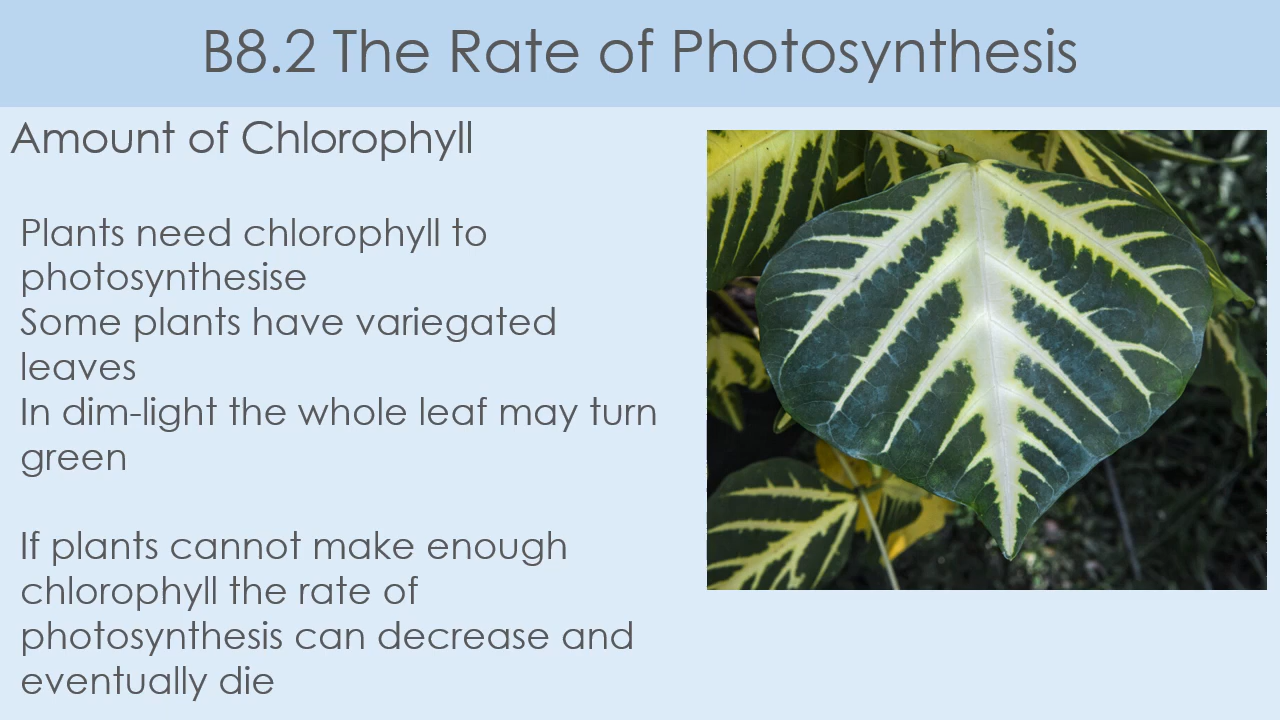 B8.2 The Rate of Photosynthesis
Amount of Chlorophyll
Plants need chlorophyll to
photosynthesise
Some plants have variegated
leaves
In dim-light the whole leaf may turn
green
If plants cannot make enough
chlorophyll the rate of
photosynthesis can decrease and
eventually die